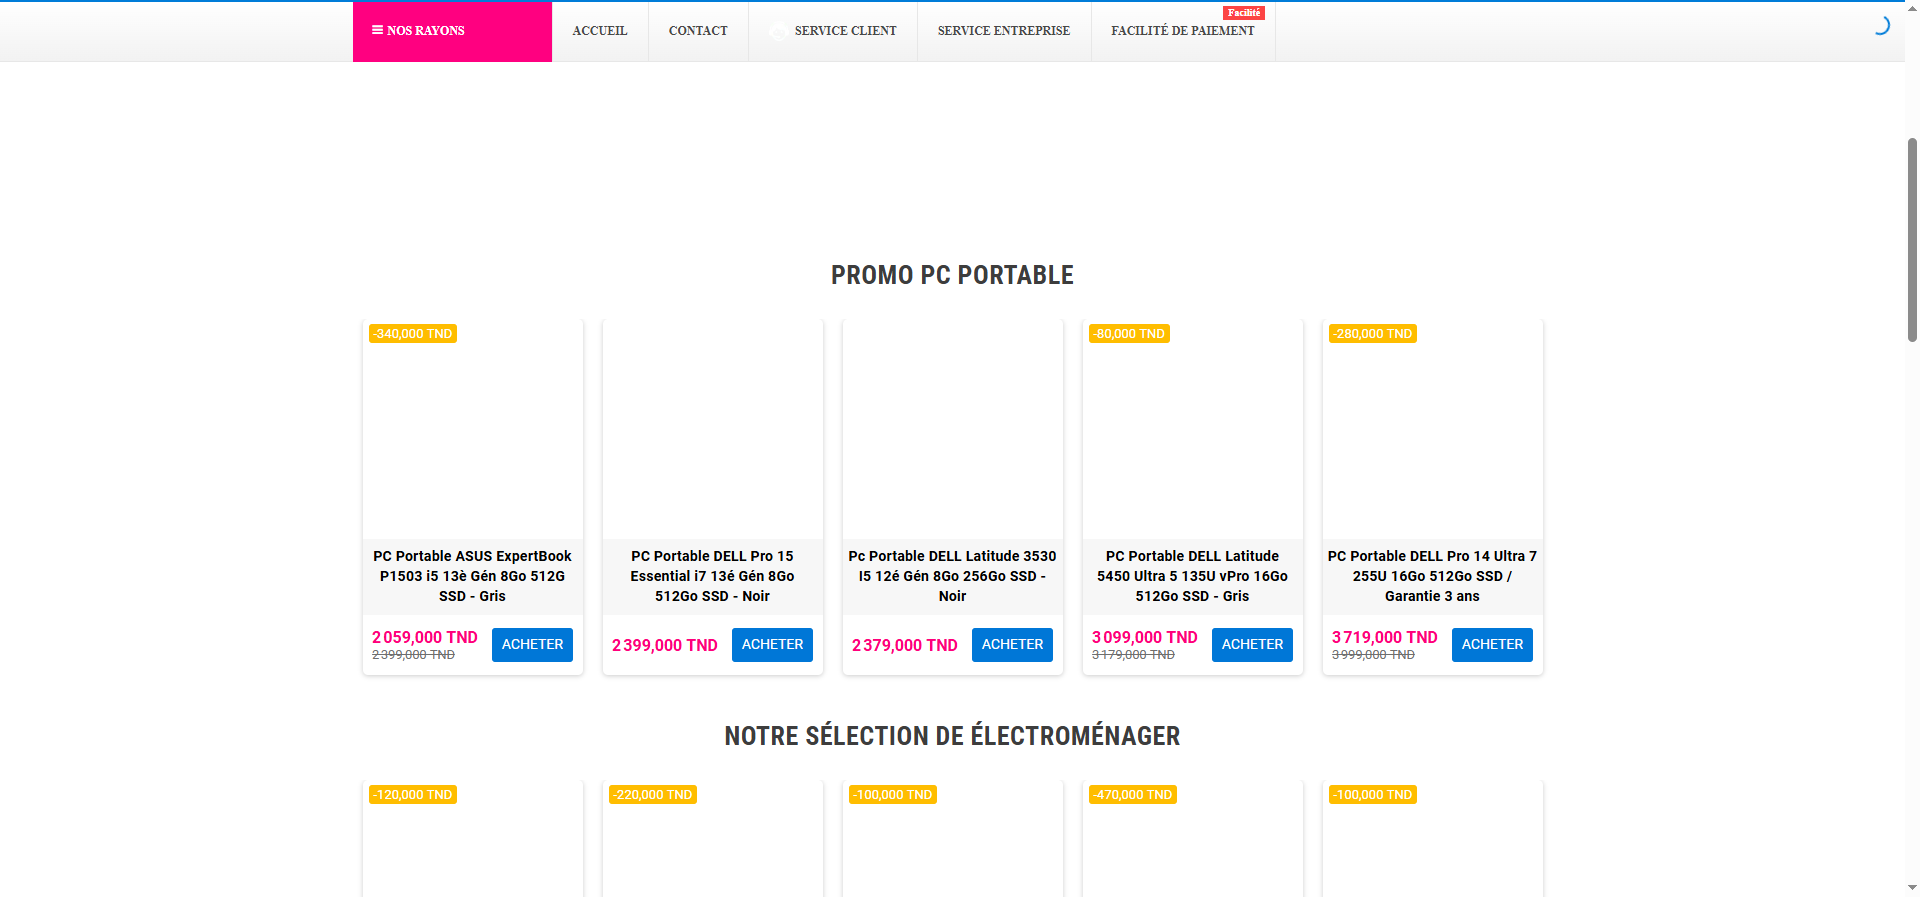 NOS RAYONS
ACCUEIL
CONTACT
SERVICE CLIENT
SERVICE ENTREPRISE
Facilité
FACILITÉ DE PAIEMENT
PROMO PC PORTABLE
-340,000 TND
-80,000 TND
-280,000 TND
PC Portable ASUS ExpertBook
P1503 i5 13è Gén 8Go 512G
SSD - Gris
2 059,000 TND
2 399,000 TND
ACHETER
PC Portable DELL Pro 15
Essential i7 13é Gén 8Go
512Go SSD - Noir
2 399,000 TND
ACHETER
Pc Portable DELL Latitude 3530
I5 12é Gén 8Go 256Go SSD -
Noir
2 379,000 TND
ACHETER
PC Portable DELL Latitude
5450 Ultra 5 135U vPro 16Go
512Go SSD - Gris
3 099,000 TND
3 179,000 TND
ACHETER
PC Portable DELL Pro 14 Ultra 7
255U 16Go 512Go SSD /
Garantie 3 ans
3 719,000 TND
3 999,000 TND
ACHETER
NOTRE SÉLECTION DE ÉLECTROMÉNAGER
-120,000 TND
-220,000 TND
-100,000 TND
-470,000 TND
-100,000 TND